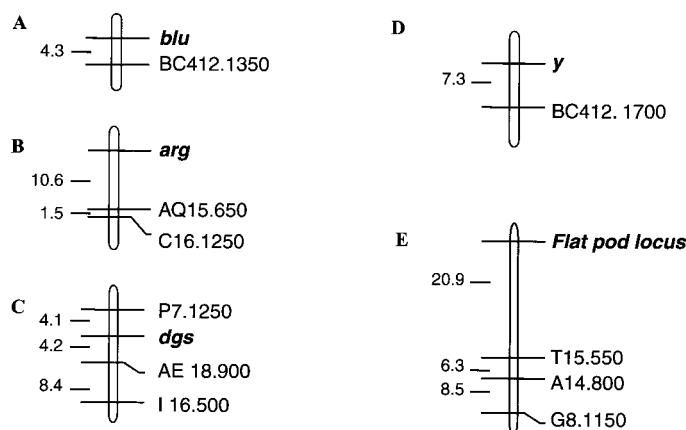 A
blu
4.3
BC412.1350
B
arg
10.6
AQ15.650
1.5
C16.1250
C
P7.1250
4.1
dgs
4.2
AE 18.900
8.4
I 16.500
D
y
7.3
BC412. 1700
E
Flat pod locus
20.9
T15.550
6.3
A14.800
8.5
G8.1150